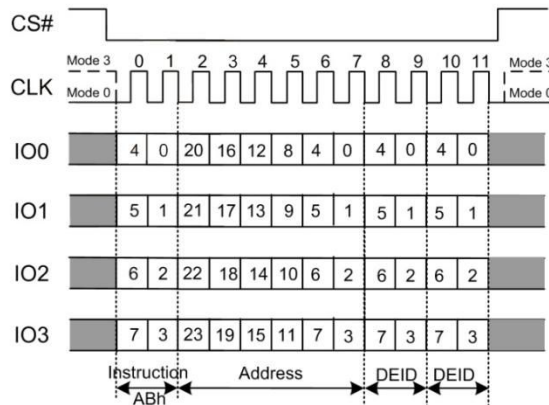 CS#
Mode 3 0 1 2 3 4 5 6 7 8 9 10 11 Mode 3
CLK Mode 0 Mode 0
IO0 4 0 20 16 12 8 4 0 4 0 4 0
IO1 5 1 21 17 13 9 5 1 5 1 5 1
IO2 6 2 22 18 14 10 6 2 6 2 6 2
IO3 7 3 23 19 15 11 7 3 7 3 7 3
Instruction Address DEID DEID
ABh